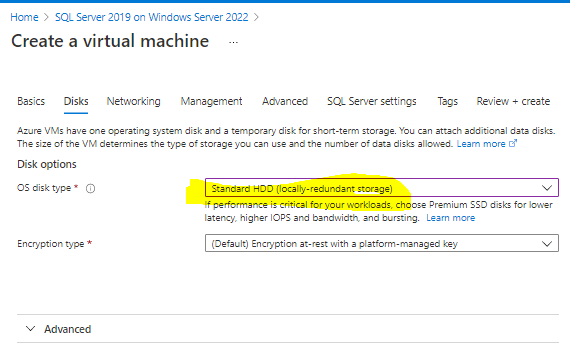 Home > SQL Server 2019 on Windows Server 2022 >
Create a virtual machine ...
Basics Disks Networking Management Advanced SQL Server settings Tags Review + create
Azure VMs have one operating system disk and a temporary disk for short-term storage. You can attach additional data disks.
The size of the VM determines the type of storage you can use and the number of data disks allowed. Learn more
Disk options
OS disk type * Standard HDD (locally-redundant storage)
If performance is critical for your workloads, choose Premium SSD disks for lower
latency, higher IOPS and bandwidth, and bursting. Learn more
Encryption type * (Default) Encryption at-rest with a platform-managed key
Advanced